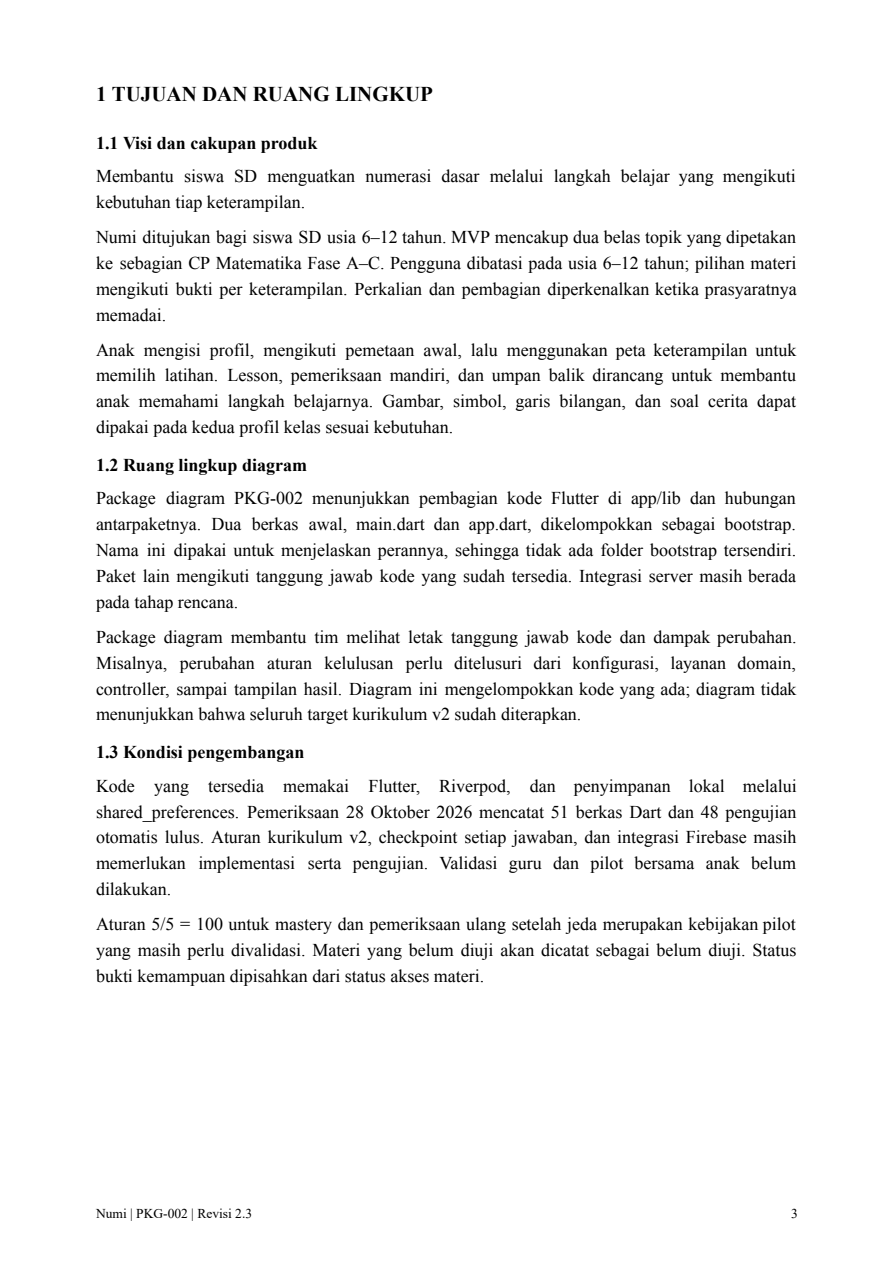 1 TUJUAN DAN RUANG LINGKUP
1.1 Visi dan cakupan produk
Membantu siswa SD menguatkan numerasi dasar melalui langkah belajar yang mengikuti
kebutuhan tiap keterampilan.
Numi ditujukan bagi siswa SD usia 6–12 tahun. MVP mencakup dua belas topik yang dipetakan
ke sebagian CP Matematika Fase A–C. Pengguna dibatasi pada usia 6–12 tahun; pilihan materi
mengikuti bukti per keterampilan. Perkalian dan pembagian diperkenalkan ketika prasyaratnya
memadai.
Anak mengisi profil, mengikuti pemetaan awal, lalu menggunakan peta keterampilan untuk
memilih latihan. Lesson, pemeriksaan mandiri, dan umpan balik dirancang untuk membantu
anak memahami langkah belajarnya. Gambar, simbol, garis bilangan, dan soal cerita dapat
dipakai pada kedua profil kelas sesuai kebutuhan.
1.2 Ruang lingkup diagram
Package diagram PKG-002 menunjukkan pembagian kode Flutter di app/lib dan hubungan
antarpaketnya. Dua berkas awal, main.dart dan app.dart, dikelompokkan sebagai bootstrap.
Nama ini dipakai untuk menjelaskan perannya, sehingga tidak ada folder bootstrap tersendiri.
Paket lain mengikuti tanggung jawab kode yang sudah tersedia. Integrasi server masih berada
pada tahap rencana.
Package diagram membantu tim melihat letak tanggung jawab kode dan dampak perubahan.
Misalnya, perubahan aturan kelulusan perlu ditelusuri dari konfigurasi, layanan domain,
controller, sampai tampilan hasil. Diagram ini mengelompokkan kode yang ada; diagram tidak
menunjukkan bahwa seluruh target kurikulum v2 sudah diterapkan.
1.3 Kondisi pengembangan
Kode yang tersedia memakai Flutter, Riverpod, dan penyimpanan lokal melalui
shared_preferences. Pemeriksaan 28 Oktober 2026 mencatat 51 berkas Dart dan 48 pengujian
otomatis lulus. Aturan kurikulum v2, checkpoint setiap jawaban, dan integrasi Firebase masih
memerlukan implementasi serta pengujian. Validasi guru dan pilot bersama anak belum
dilakukan.
Aturan 5/5 = 100 untuk mastery dan pemeriksaan ulang setelah jeda merupakan kebijakan pilot
yang masih perlu divalidasi. Materi yang belum diuji akan dicatat sebagai belum diuji. Status
bukti kemampuan dipisahkan dari status akses materi.
Numi | PKG-002 | Revisi 2.3 3